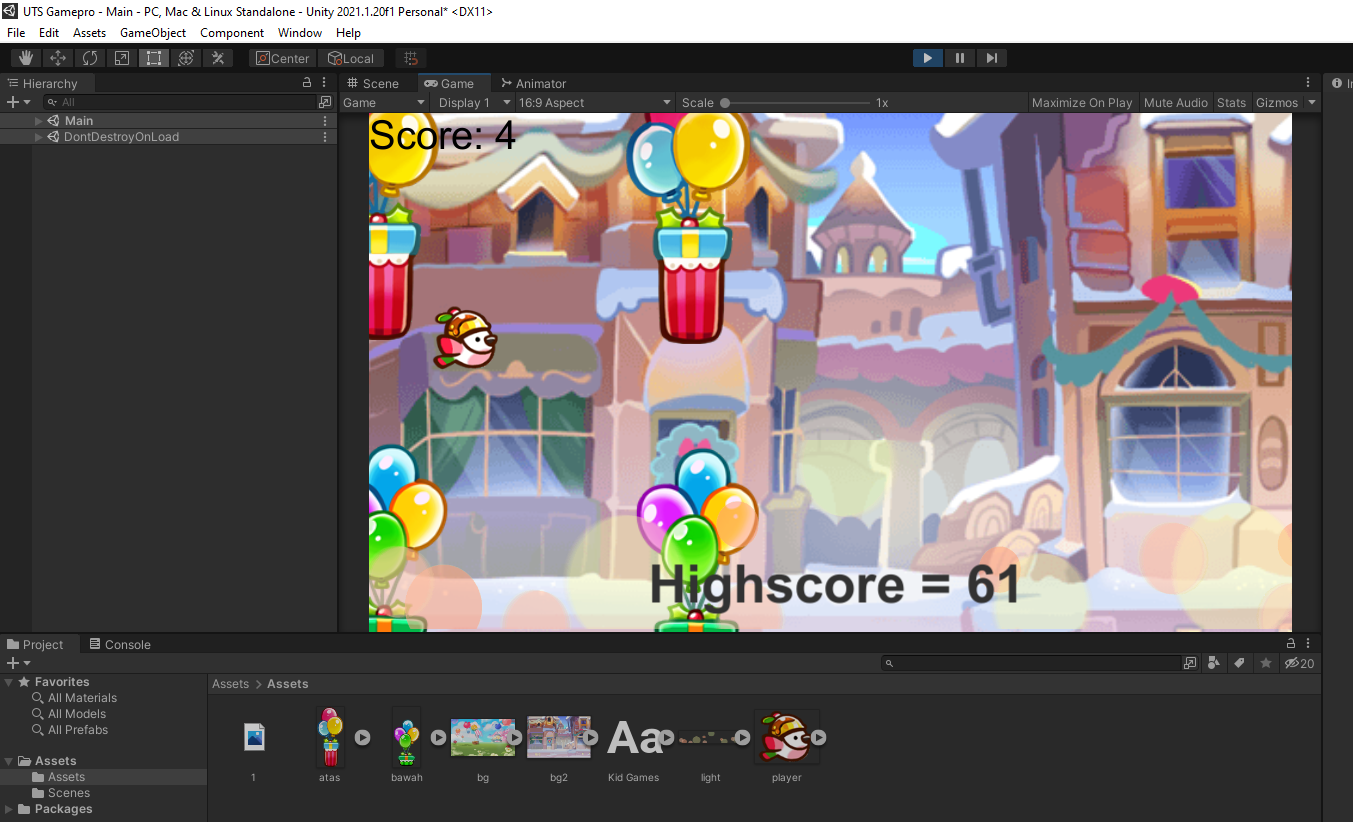 UTS Gamepro - Main - PC, Mac & Linux Standalone - Unity 2021.1.20f1 Personal* <DX11>
File Edit Assets GameObject Component Window Help
Center Local
Hierarchy
All
Main
DontDestroyOnLoad
Scene Game Animator
Game Display 1 16:9 Aspect Scale 1x Maximize On Play Mute Audio Stats Gizmos
Score: 4
Highscore = 61
Project Console
20
Favorites
All Materials
All Models
All Prefabs
Assets
Assets
Scenes
Packages
Assets > Assets
Aa
1 atas bawah bg bg2 Kid Games light player